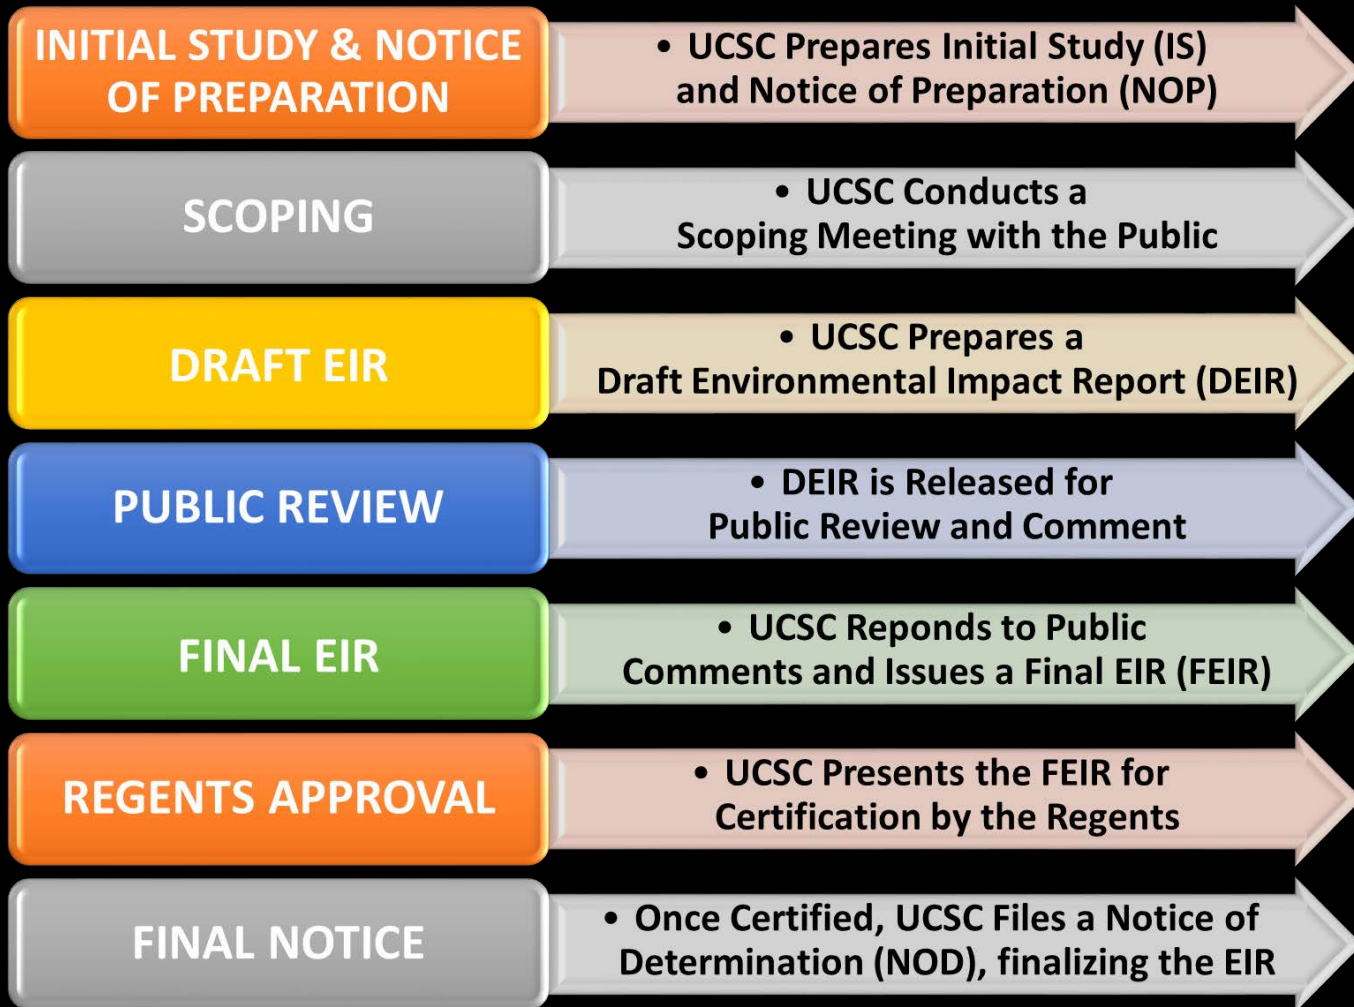 INITIAL STUDY & NOTICE
OF PREPARATION
• UCSC Prepares Initial Study (IS)
and Notice of Preparation (NOP)
SCOPING
• UCSC Conducts a
Scoping Meeting with the Public
DRAFT EIR
• UCSC Prepares a
Draft Environmental Impact Report (DEIR)
PUBLIC REVIEW
• DEIR is Released for
Public Review and Comment
FINAL EIR
• UCSC Reponds to Public
Comments and Issues a Final EIR (FEIR)
REGENTS APPROVAL
• UCSC Presents the FEIR for
Certification by the Regents
FINAL NOTICE
• Once Certified, UCSC Files a Notice of
Determination (NOD), finalizing the EIR